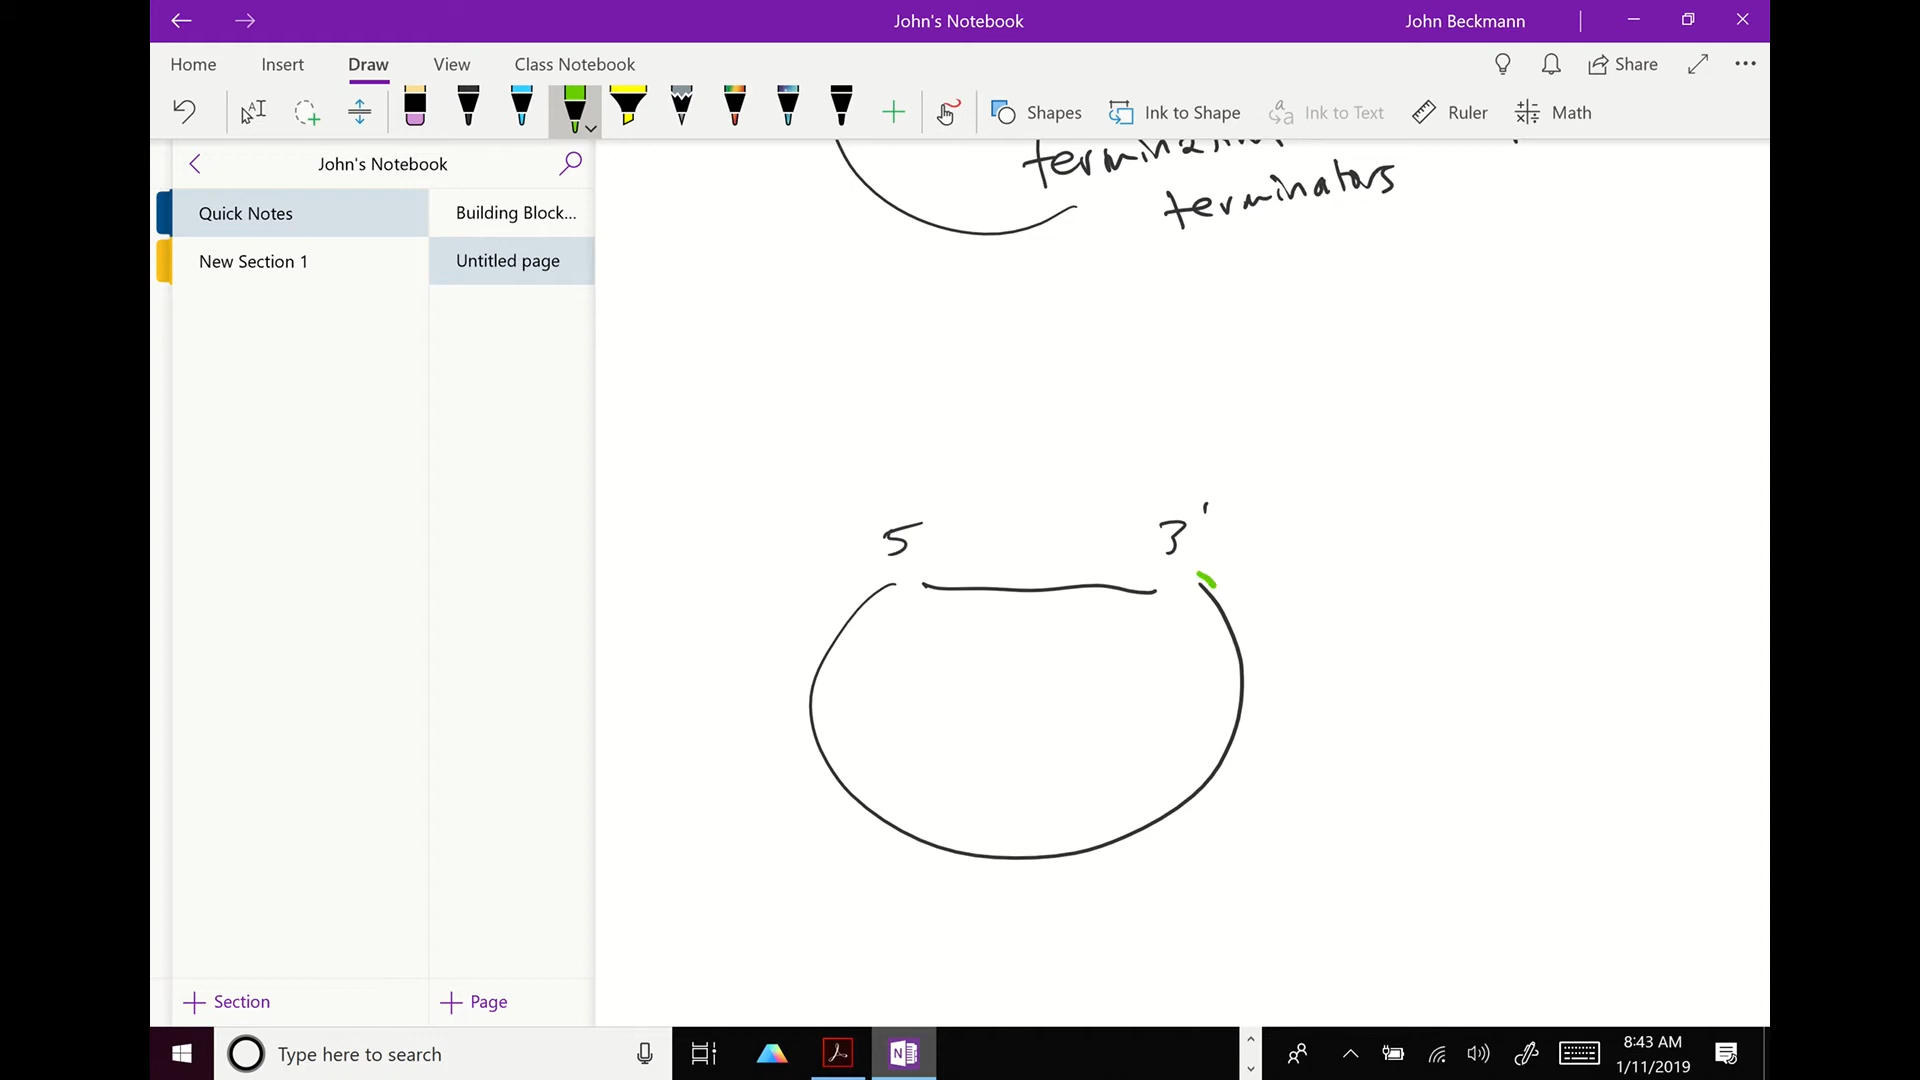 John's Notebook
John Beckmann
Home Insert Draw View Class Notebook
Share
Shapes
Ink to Shape
Ink to Text
Ruler
Math
John's Notebook
Quick Notes
New Section 1
Building Block...
Untitled page
terminators
5
3'
Section
Page
Type here to search
8:43 AM
1/11/2019